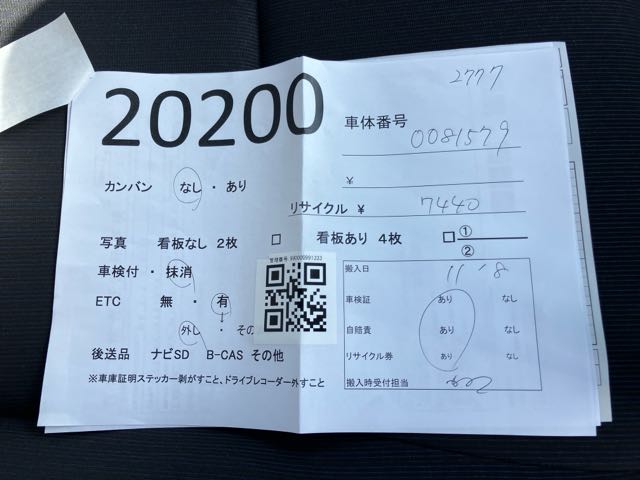 2777
20200
車体番号 0081579
カンバン なし ・ あり
¥
リサイクル ¥ 7440
写真 看板なし 2枚 □ 看板あり 4枚 □ ①
②
管理番号 990000991333
車検付 ・ 抹消
搬入日 11 8
ETC 無 ・ 有
車検証 あり なし
外し ・ その
自賠責 あり なし
後送品 ナビSD B-CAS その他
リサイクル券 あり なし
※車庫証明ステッカー剥がすこと、ドライブレコーダー外すこと
搬入時受付担当